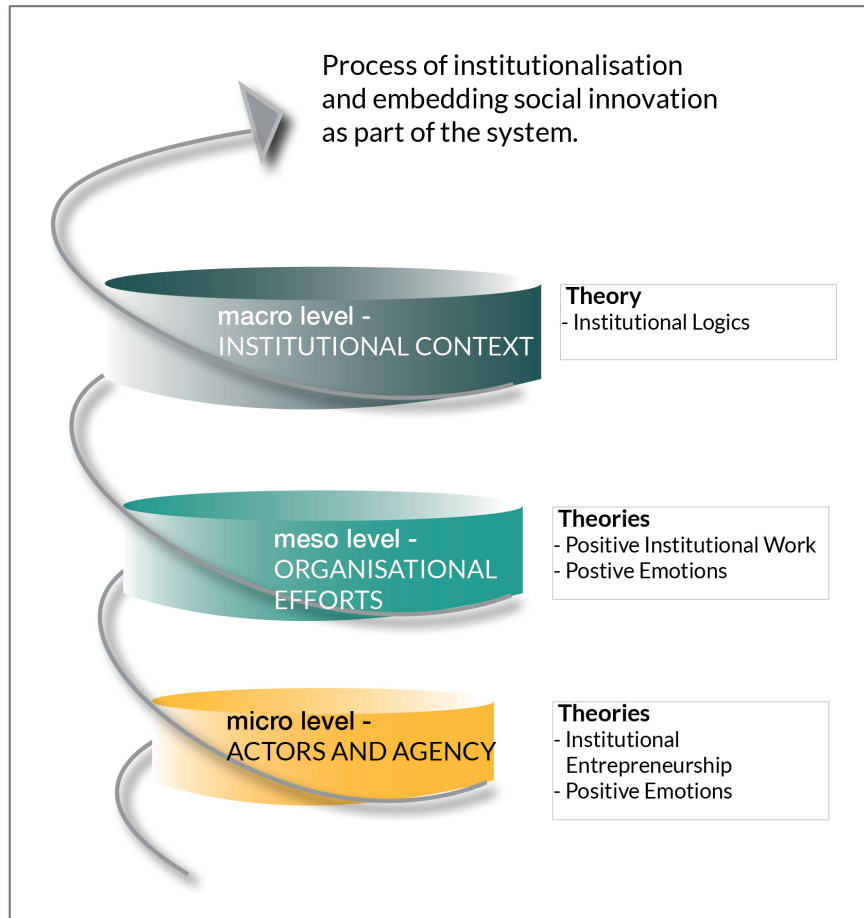 Process of institutionalisation
and embedding social innovation
as part of the system.
macro level -
INSTITUTIONAL CONTEXT
Theory
- Institutional Logics
meso level -
ORGANISATIONAL
EFFORTS
Theories
- Positive Institutional Work
- Postive Emotions
micro level -
ACTORS AND AGENCY
Theories
- Institutional
Entrepreneurship
- Positive Emotions